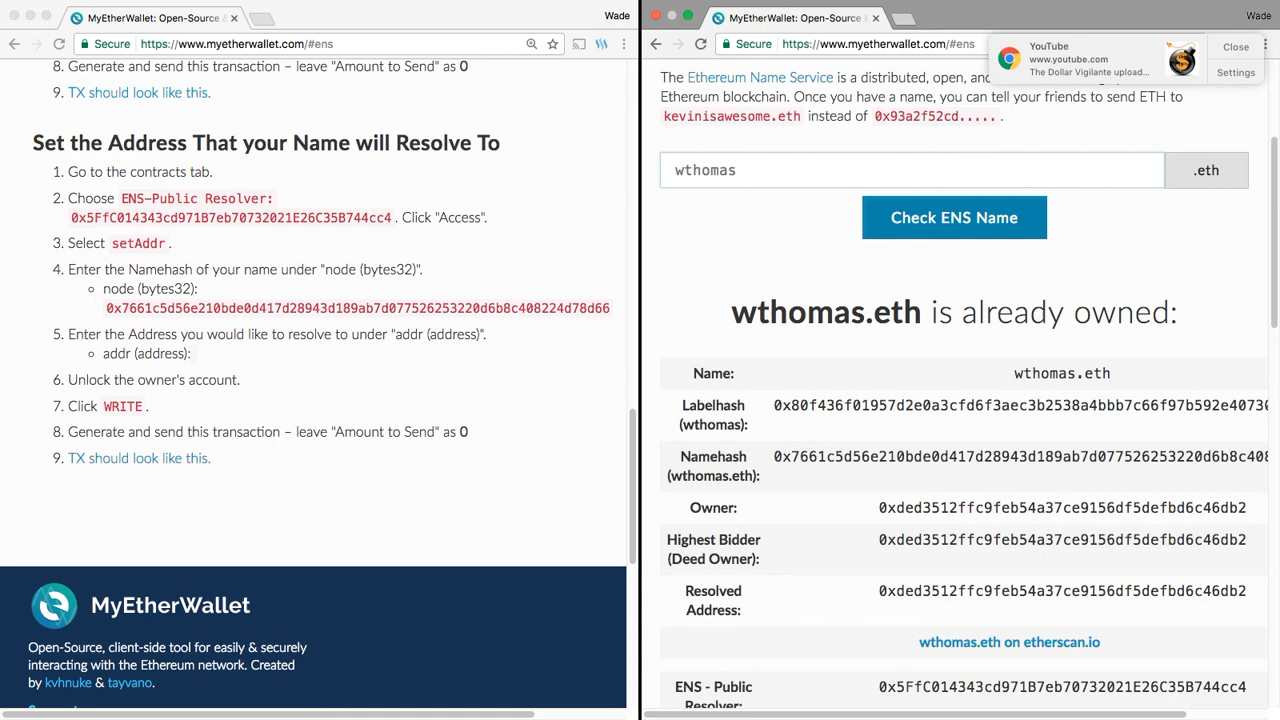 MyEtherWallet: Open-Source &
Wade
Secure
https://www.myetherwallet.com/#ens
8. Generate and send this transaction – leave "Amount to Send" as 0
9. TX should look like this.
Set the Address That your Name will Resolve To
1. Go to the contracts tab.
2. Choose ENS-Public Resolver:
0x5FfC014343cd971B7eb70732021E26C35B744cc4. Click "Access".
3. Select setAddr.
4. Enter the Namehash of your name under "node (bytes32)".
node (bytes32):
0x7661c5d56e210bde0d417d28943d189ab7d077526253220d6b8c408224d78d66
5. Enter the Address you would like to resolve to under "addr (address)".
addr (address):
6. Unlock the owner's account.
7. Click WRITE.
8. Generate and send this transaction – leave "Amount to Send" as 0
9. TX should look like this.
MyEtherWallet
Open-Source, client-side tool for easily & securely
interacting with the Ethereum network. Created
by kvhnuke & tayvano.
MyEtherWallet: Open-Source &
Wade
Secure
https://www.myetherwallet.com/#ens
YouTube
www.youtube.com
The Dollar Vigilante upload...
Close
Settings
The Ethereum Name Service is a distributed, open, and
Ethereum blockchain. Once you have a name, you can tell your friends to send ETH to
kevinisawesome.eth instead of 0x93a2f52cd.....
wthomas
.eth
Check ENS Name
wthomas.eth is already owned:
Name: wthomas.eth
Labelhash (wthomas): 0x80f436f01957d2e0a3cfd6f3aec3b2538a4bbb7c66f97b592e40730
Namehash (wthomas.eth): 0x7661c5d56e210bde0d417d28943d189ab7d077526253220d6b8c408
Owner: 0xded3512ffc9feb54a37ce9156df5defbd6c46db2
Highest Bidder (Deed Owner): 0xded3512ffc9feb54a37ce9156df5defbd6c46db2
Resolved Address: 0xded3512ffc9feb54a37ce9156df5defbd6c46db2
wthomas.eth on etherscan.io
ENS - Public Resolver: 0x5FfC014343cd971B7eb70732021E26C35B744cc4